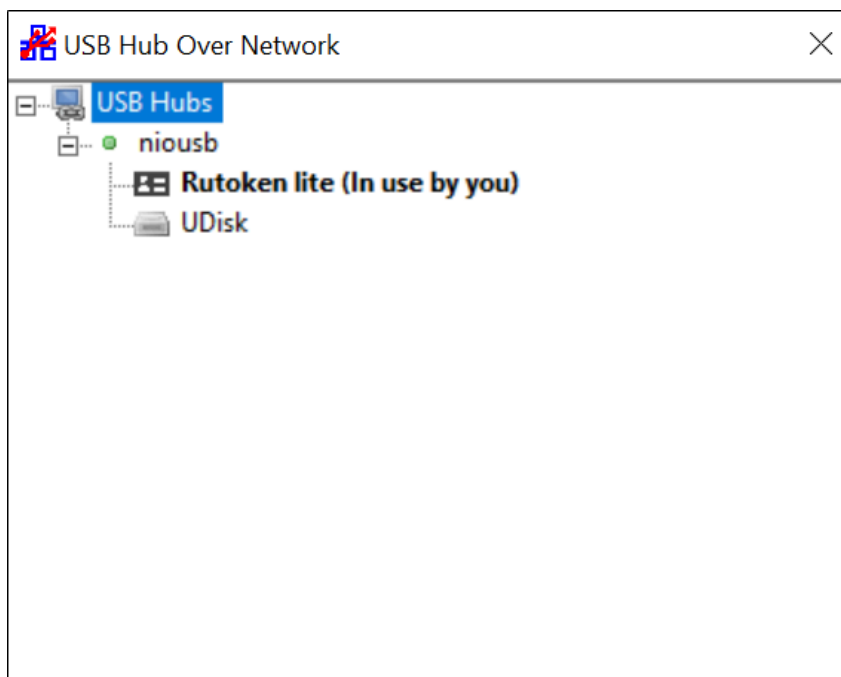 USB Hub Over Network
USB Hubs
niousb
Rutoken lite (In use by you)
UDisk